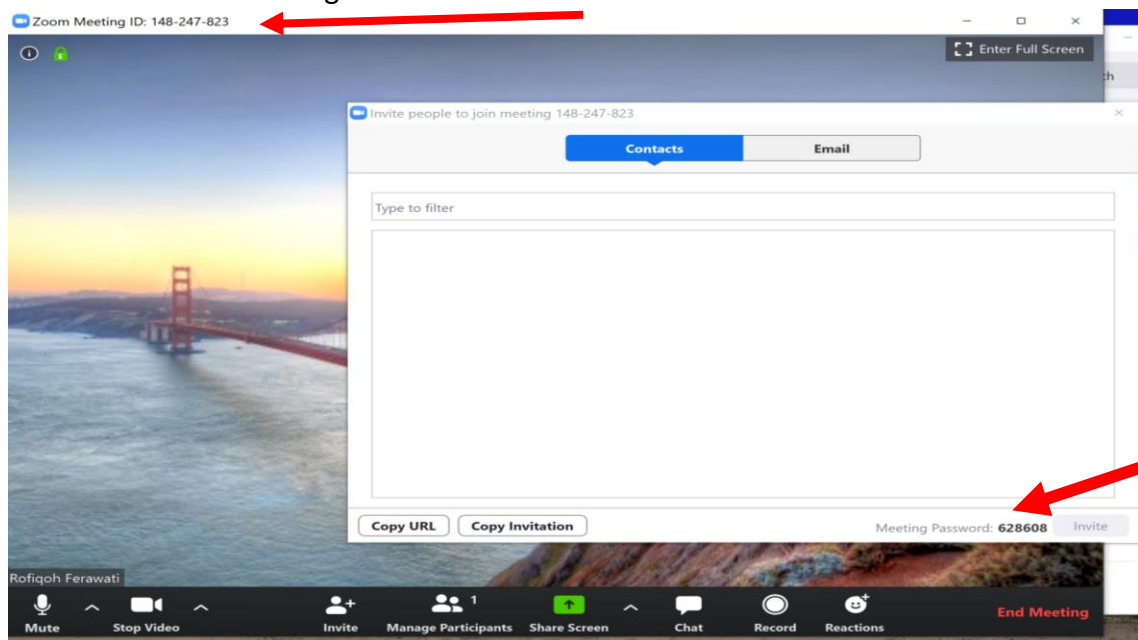 Zoom Meeting ID: 148-247-823
Enter Full Screen
Invite people to join meeting 148-247-823
Contacts Email
Type to filter
Copy URL Copy Invitation Meeting Password: 628608 Invite
Rofiqoh Ferawati
1
Mute Stop Video Invite Manage Participants Share Screen Chat Record Reactions End Meeting